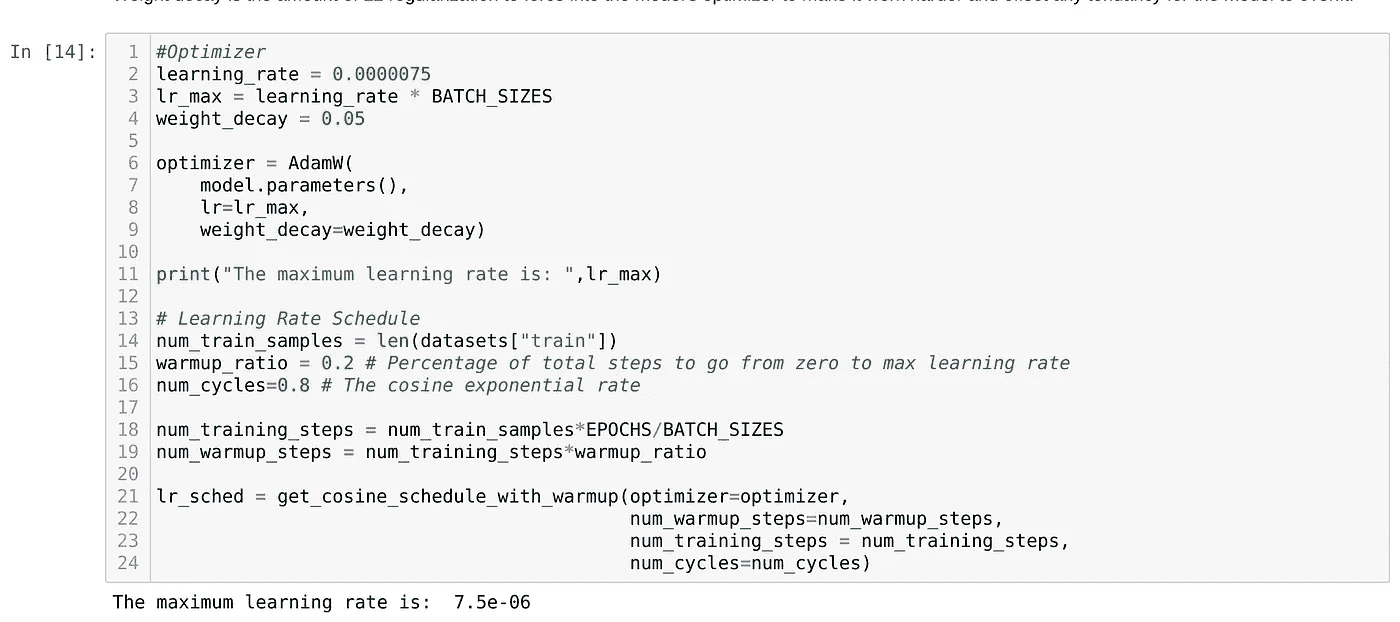 In [14]:
1 #Optimizer
2 learning_rate = 0.0000075
3 lr_max = learning_rate * BATCH_SIZES
4 weight_decay = 0.05
5
6 optimizer = AdamW(
7     model.parameters(),
8     lr=lr_max,
9     weight_decay=weight_decay)
10
11 print("The maximum learning rate is: ",lr_max)
12
13 # Learning Rate Schedule
14 num_train_samples = len(datasets["train"])
15 warmup_ratio = 0.2 # Percentage of total steps to go from zero to max learning rate
16 num_cycles=0.8 # The cosine exponential rate
17
18 num_training_steps = num_train_samples*EPOCHS/BATCH_SIZES
19 num_warmup_steps = num_training_steps*warmup_ratio
20
21 lr_sched = get_cosine_schedule_with_warmup(optimizer=optimizer,
22                                            num_warmup_steps=num_warmup_steps,
23                                            num_training_steps = num_training_steps,
24                                            num_cycles=num_cycles)
The maximum learning rate is:  7.5e-06